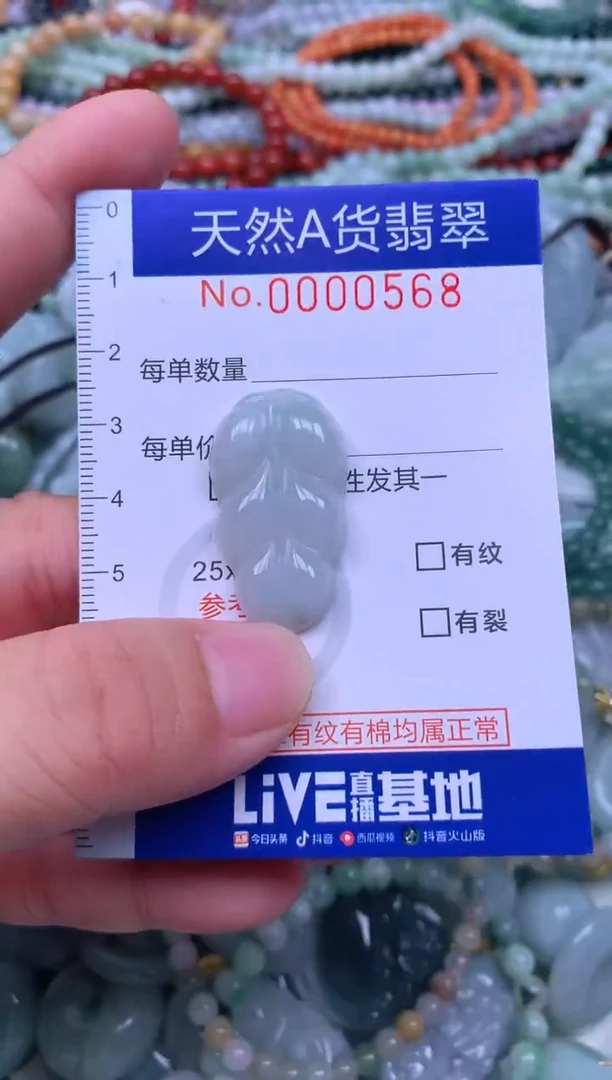 天然A货翡翠
No.0000568
0
1
2
3
4
5
每单数量
每单价
性发其一
25x
有纹
参考
有裂
有纹有棉均属正常
LiVE直播基地
头条 今日头条 抖音 西瓜视频 抖音火山版